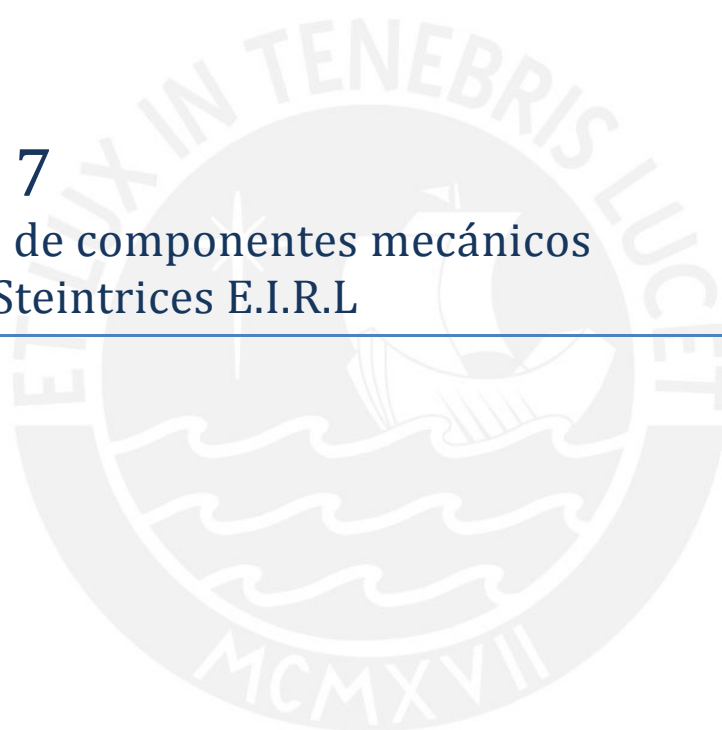 7
de componentes mecánicos
Steintrices E.I.R.L
ET LUX IN TENEBRIS LUCET
MCMXVII